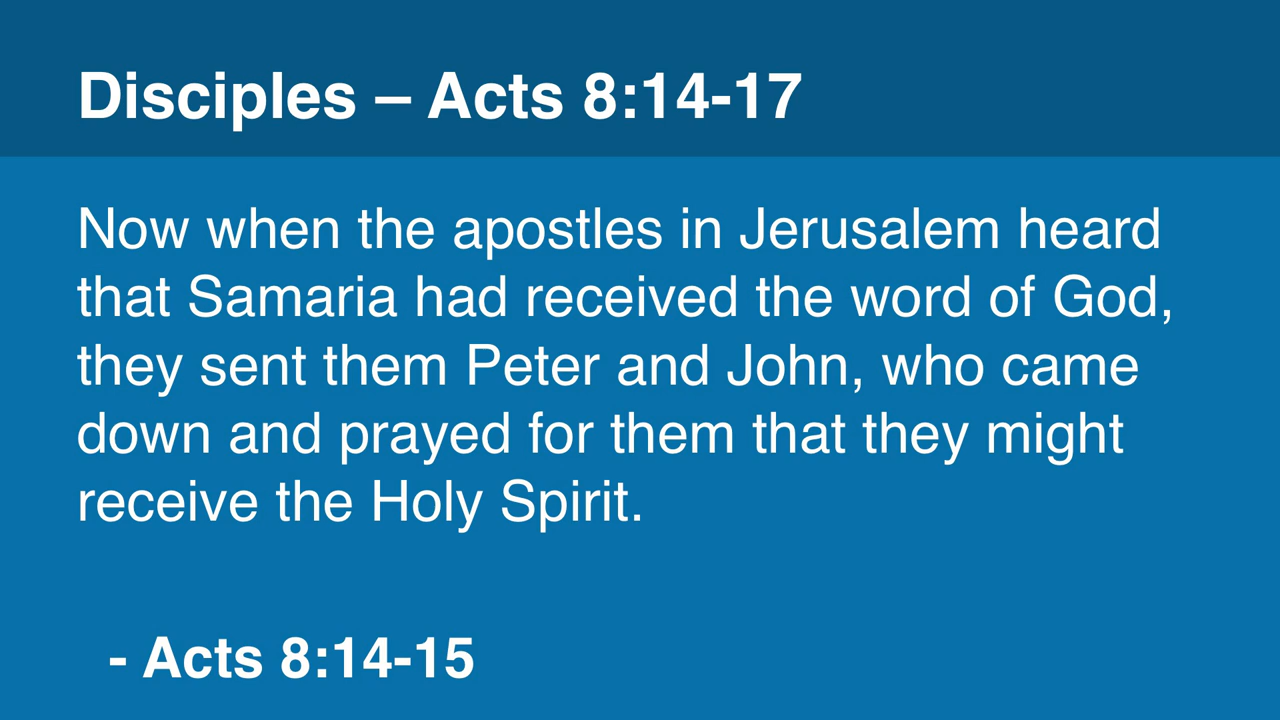 Disciples – Acts 8:14-17
Now when the apostles in Jerusalem heard
that Samaria had received the word of God,
they sent them Peter and John, who came
down and prayed for them that they might
receive the Holy Spirit.
- Acts 8:14-15